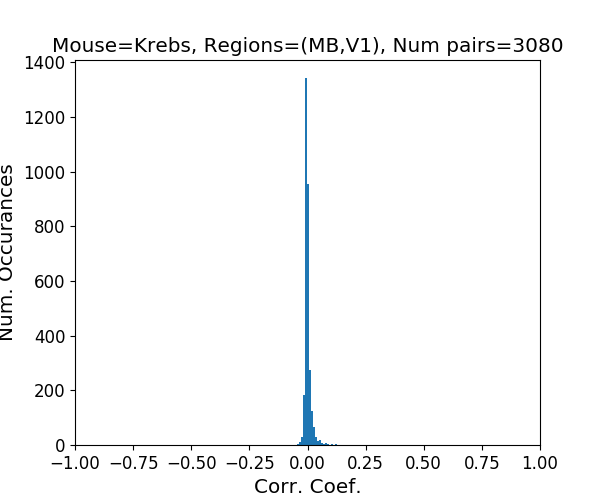 Mouse=Krebs, Regions=(MB,V1), Num pairs=3080
1400
1200
1000
800
600
400
200
0
Num. Occurances
−1.00 −0.75 −0.50 −0.25 0.00 0.25 0.50 0.75 1.00
Corr. Coef.